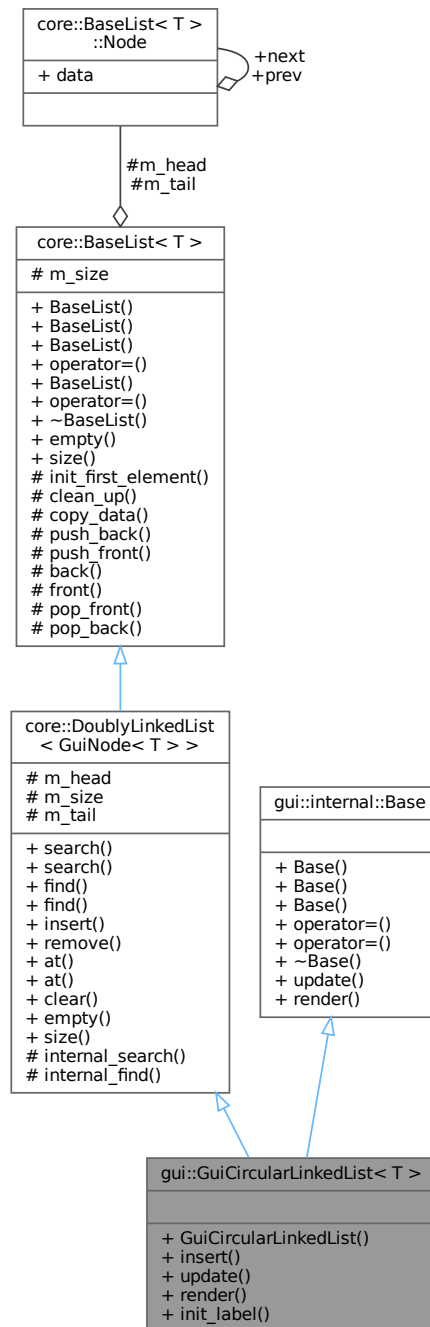 core::BaseList< T >
::Node
+ data
+next
+prev
#m_head
#m_tail
core::BaseList< T >
# m_size
+ BaseList()
+ BaseList()
+ BaseList()
+ operator=()
+ BaseList()
+ operator=()
+ ~BaseList()
+ empty()
+ size()
# init_first_element()
# clean_up()
# copy_data()
# push_back()
# push_front()
# back()
# front()
# pop_front()
# pop_back()
core::DoublyLinkedList
< GuiNode< T > >
# m_head
# m_size
# m_tail
+ search()
+ search()
+ find()
+ find()
+ insert()
+ remove()
+ at()
+ at()
+ clear()
+ empty()
+ size()
# internal_search()
# internal_find()
gui::internal::Base
+ Base()
+ Base()
+ Base()
+ operator=()
+ operator=()
+ ~Base()
+ update()
+ render()
gui::GuiCircularLinkedList< T >
+ GuiCircularLinkedList()
+ insert()
+ update()
+ render()
+ init_label()